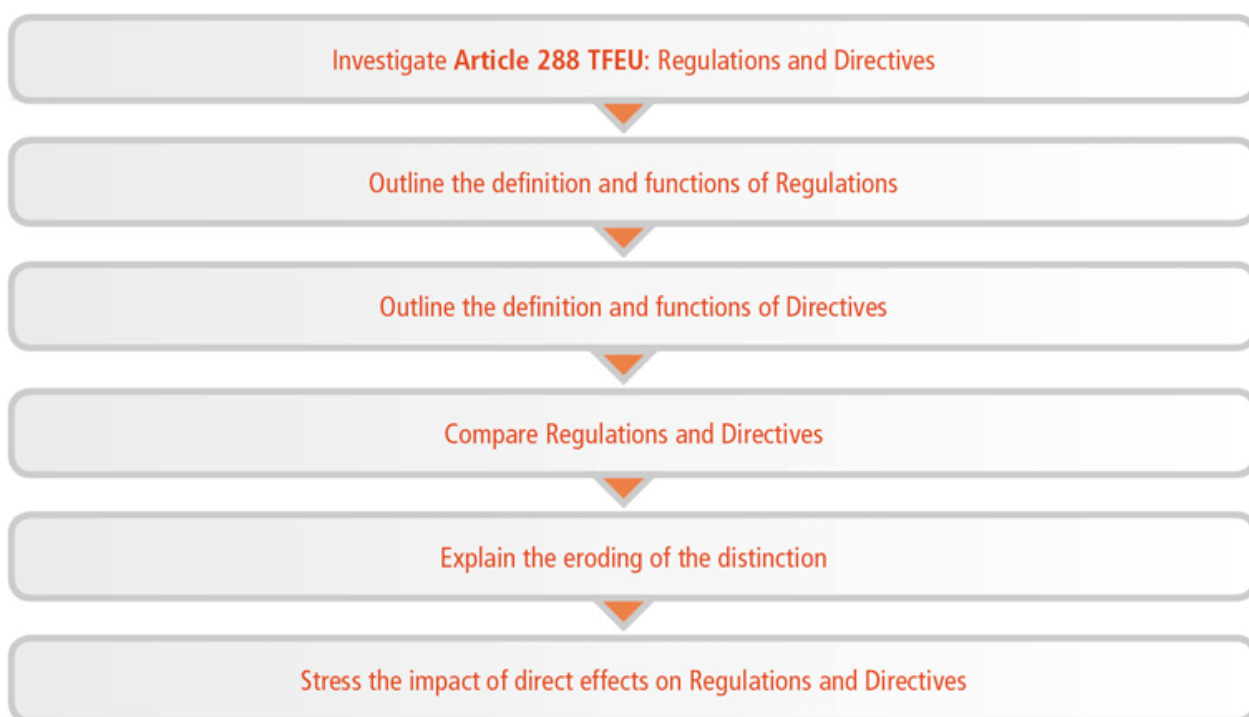 Investigate Article 288 TFEU: Regulations and Directives
Outline the definition and functions of Regulations
Outline the definition and functions of Directives
Compare Regulations and Directives
Explain the eroding of the distinction
Stress the impact of direct effects on Regulations and Directives